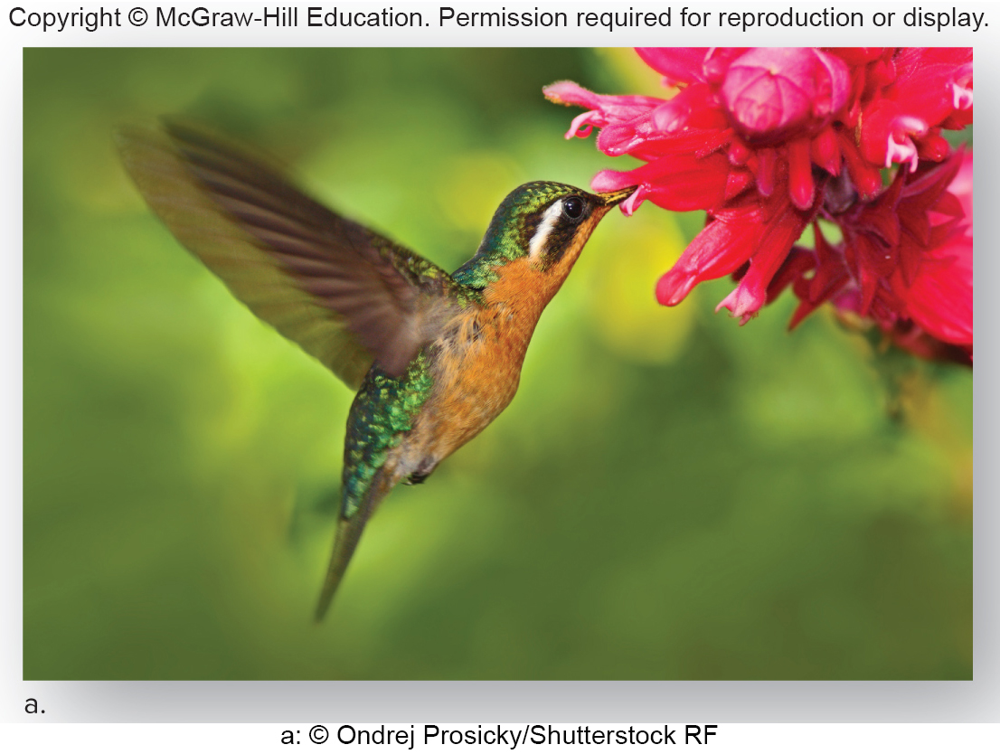 Copyright © McGraw-Hill Education. Permission required for reproduction or display.
a.
a: © Ondrej Prosicky/Shutterstock RF